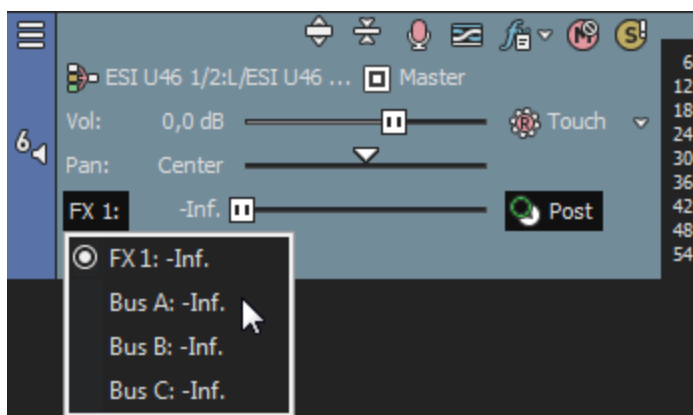 ESI U46 1/2:L/ESI U46 ... Master
6
Vol: 0,0 dB R Touch
Pan: Center
FX 1: -Inf. Post
FX 1: -Inf.
Bus A: -Inf.
Bus B: -Inf.
Bus C: -Inf.
M S!
6
12
18
24
30
36
42
48
54